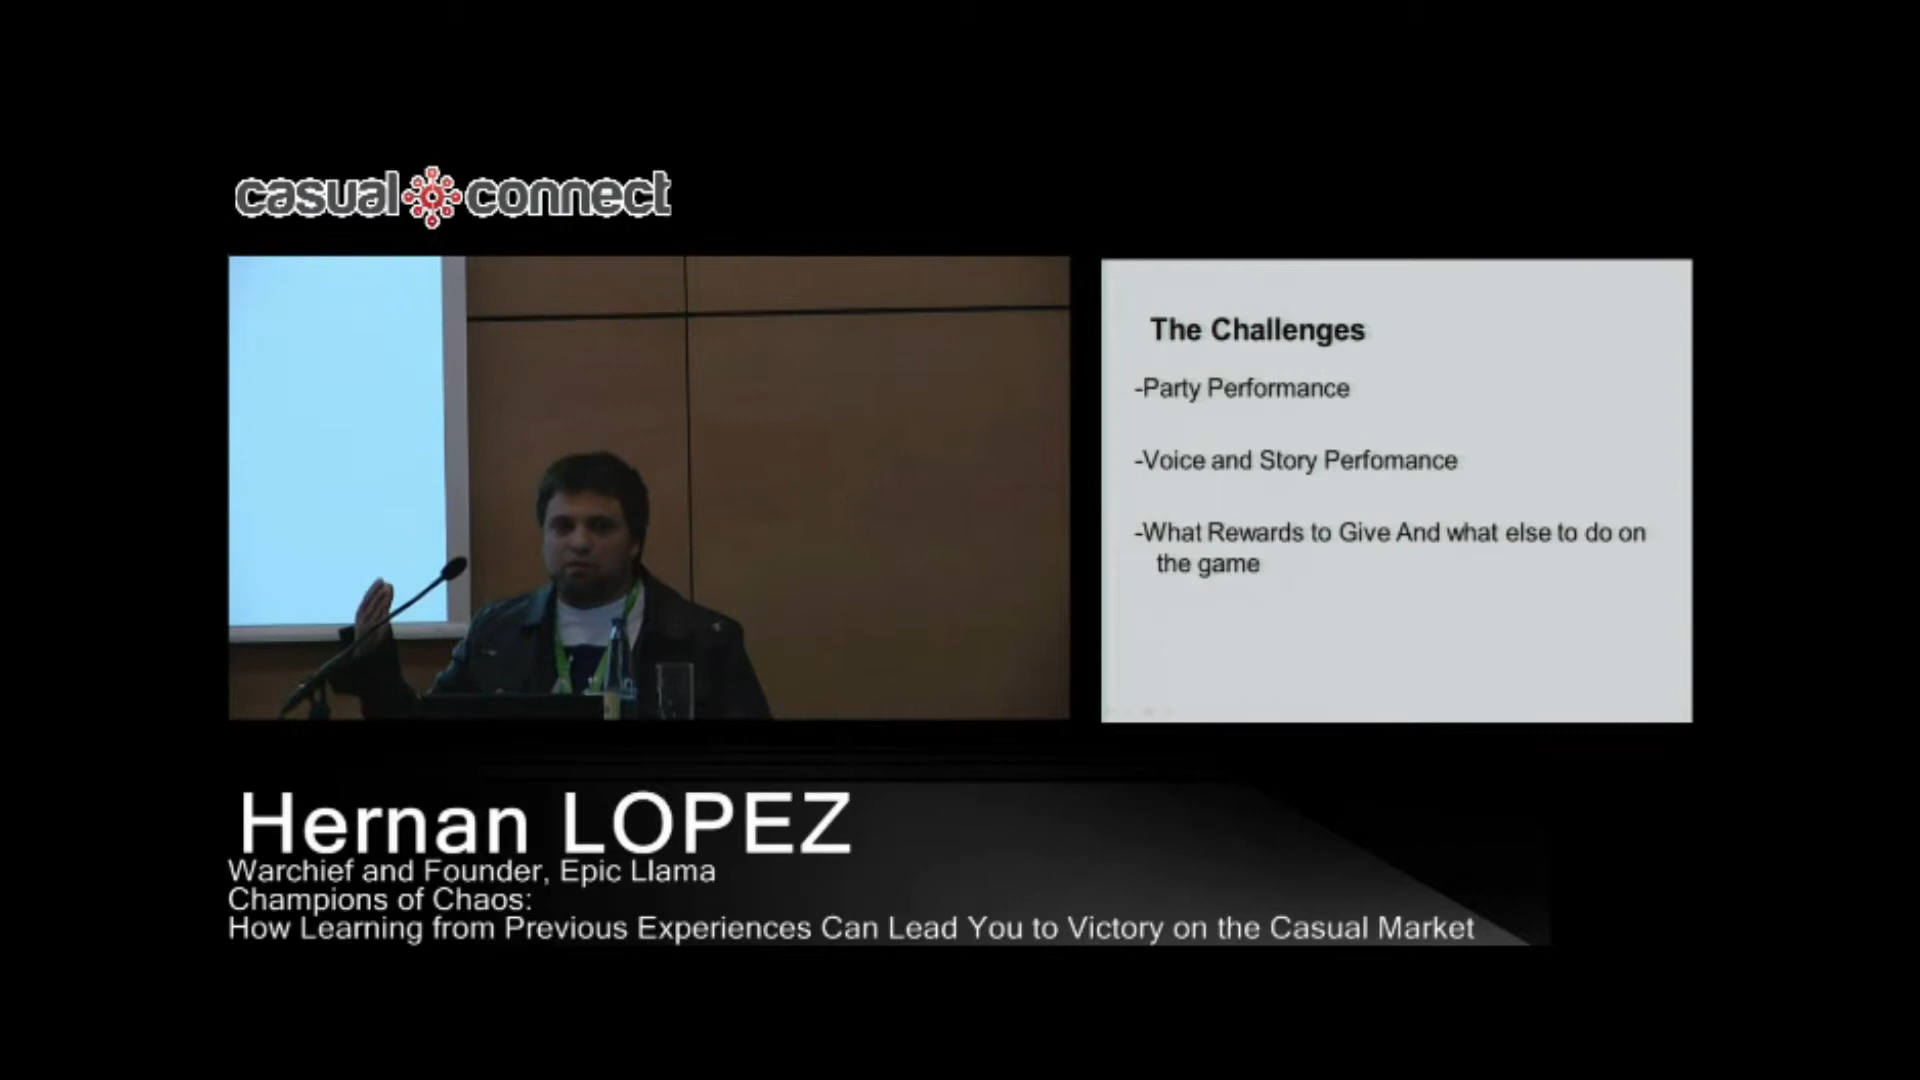 casual connect
The Challenges
-Party Performance
-Voice and Story Perfomance
-What Rewards to Give And what else to do on
the game
Hernan LOPEZ
Warchief and Founder, Epic Llama
Champions of Chaos:
How Learning from Previous Experiences Can Lead You to Victory on the Casual Market